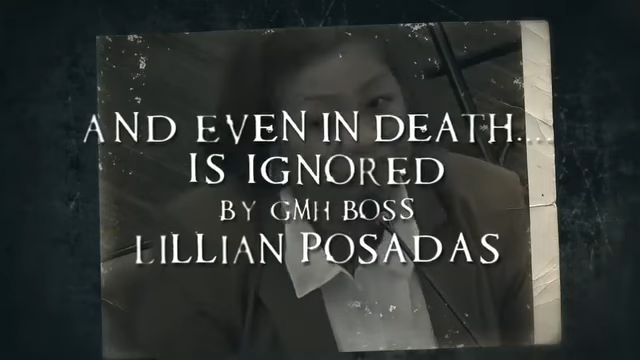 AND EVEN IN DEATH....
IS IGNORED
BY GMH BOSS
LILLIAN POSADAS